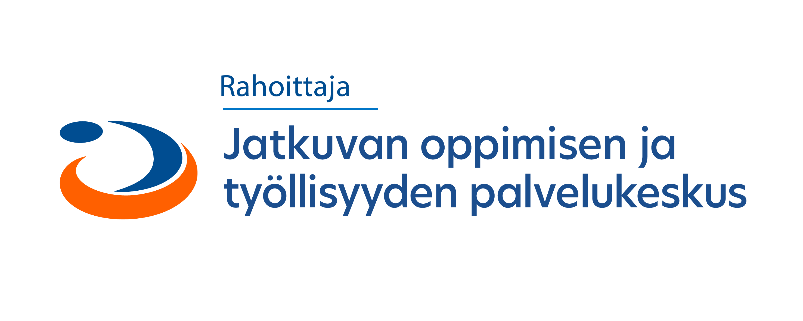 Rahoittaja
Jatkuvan oppimisen ja
työllisyyden palvelukeskus